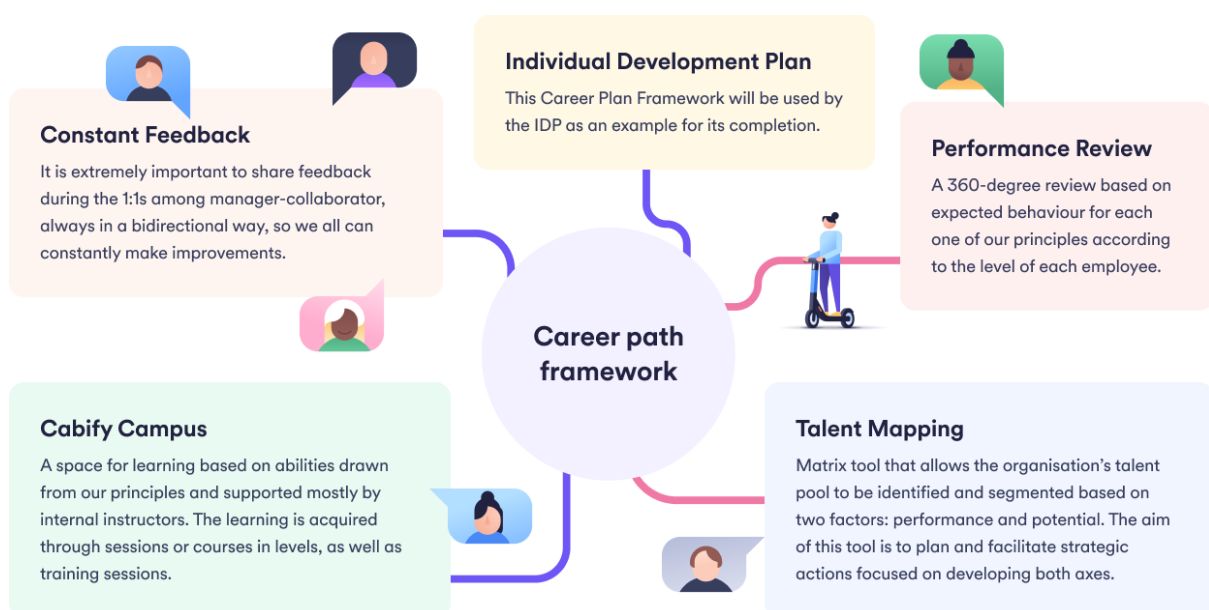 Constant Feedback
It is extremely important to share feedback
during the 1:1s among manager-collaborator,
always in a bidirectional way, so we all can
constantly make improvements.
Individual Development Plan
This Career Plan Framework will be used by
the IDP as an example for its completion.
Performance Review
A 360-degree review based on
expected behaviour for each
one of our principles according
to the level of each employee.
Career path
framework
Cabify Campus
A space for learning based on abilities drawn
from our principles and supported mostly by
internal instructors. The learning is acquired
through sessions or courses in levels, as well as
training sessions.
Talent Mapping
Matrix tool that allows the organisation’s talent
pool to be identified and segmented based on
two factors: performance and potential. The aim
of this tool is to plan and facilitate strategic
actions focused on developing both axes.